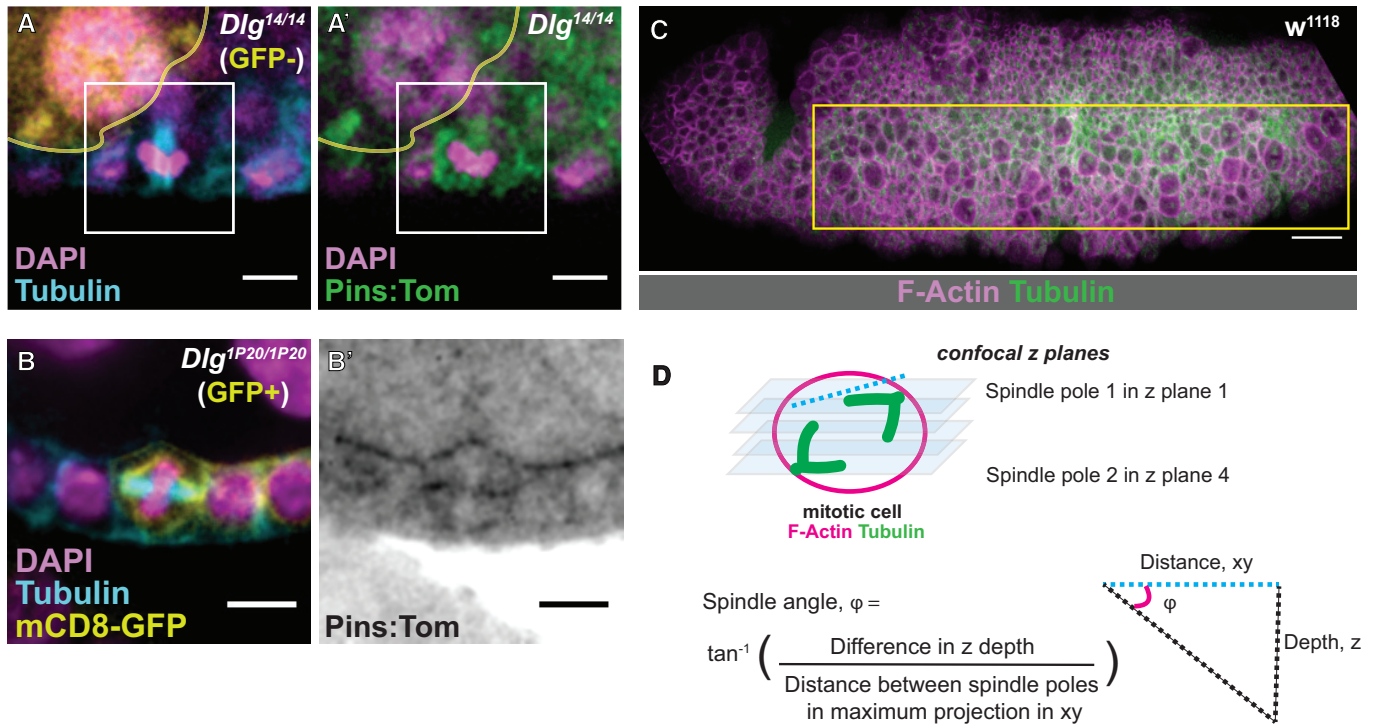 A
Dlg14/14
(GFP-)
DAPI
Tubulin
A'
Dlg14/14
DAPI
Pins:Tom
C
w1118
F-Actin Tubulin
B
Dlg1P20/1P20
(GFP+)
DAPI
Tubulin
mCD8-GFP
B'
Pins:Tom
D
confocal z planes
Spindle pole 1 in z plane 1
Spindle pole 2 in z plane 4
mitotic cell
F-Actin Tubulin
Distance, xy
φ
Depth, z
Spindle angle, φ =
tan-1 ( Difference in z depth )
Distance between spindle poles
in maximum projection in xy